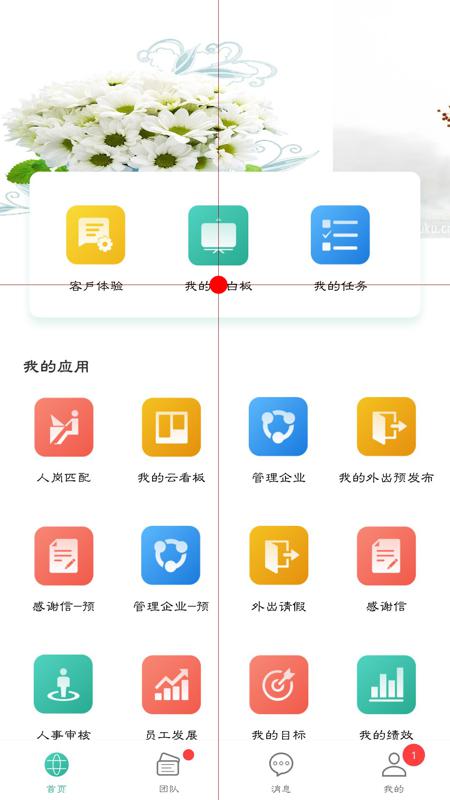 客户体验
我的 白板
我的任务
我的应用
人岗匹配
我的云看板
管理企业
我的外出预发布
感谢信-预
管理企业-预
外出请假
感谢信
人事审核
员工发展
我的目标
我的绩效
首页
团队
消息
1
我的